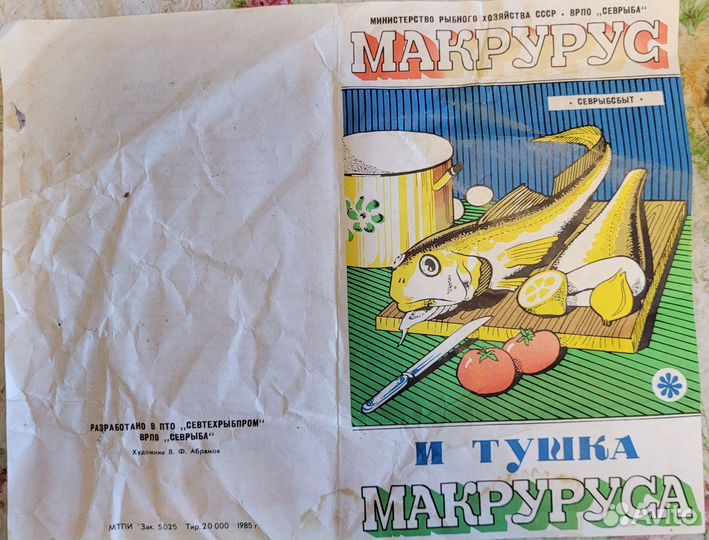 МИНИСТЕРСТВО РЫБНОГО ХОЗЯЙСТВА СССР · ВРПО „СЕВРЫБА“
МАКРУРУС
· СЕВРЫБСБЫТ ·
И ТУШКА
МАКРУРУСА
РАЗРАБОТАНО В ПТО „СЕВТЕХРЫБПРОМ“
ВРПО „СЕВРЫБА“
Художник В. Ф. Абрамов
МТПИ Зак. 5025 Тир. 20 000 1985 г.
Avito